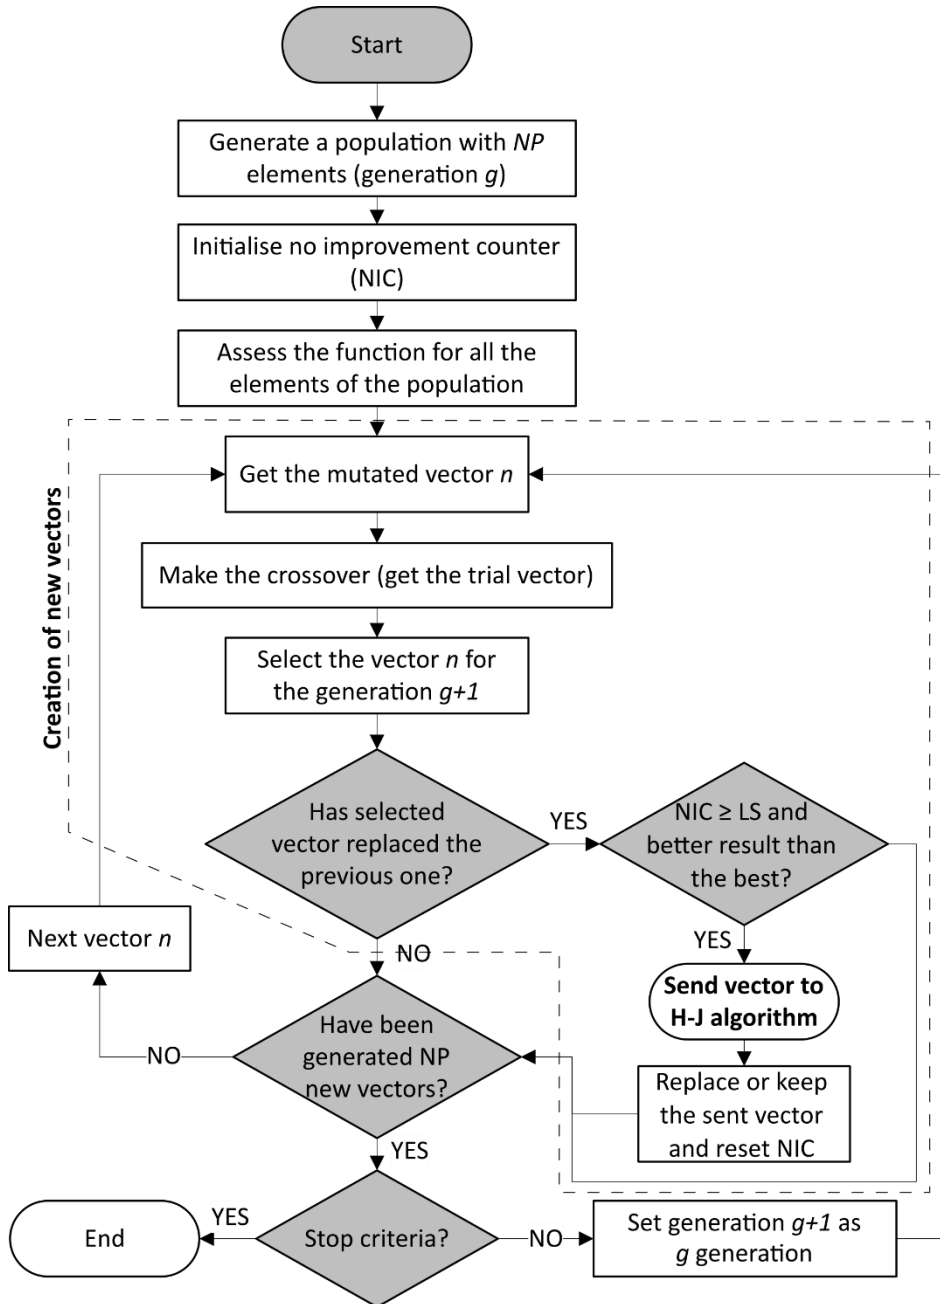 Start
Generate a population with NP
elements (generation g)
Initialise no improvement counter
(NIC)
Assess the function for all the
elements of the population
Creation of new vectors
Get the mutated vector n
Make the crossover (get the trial vector)
Select the vector n for
the generation g+1
Has selected
vector replaced the
previous one?
YES
NIC ≥ LS and
better result than
the best?
Next vector n
NO
YES
Send vector to
H-J algorithm
Have been
generated NP
new vectors?
NO
Replace or keep
the sent vector
and reset NIC
YES
End
YES
Stop criteria?
NO
Set generation g+1 as
g generation